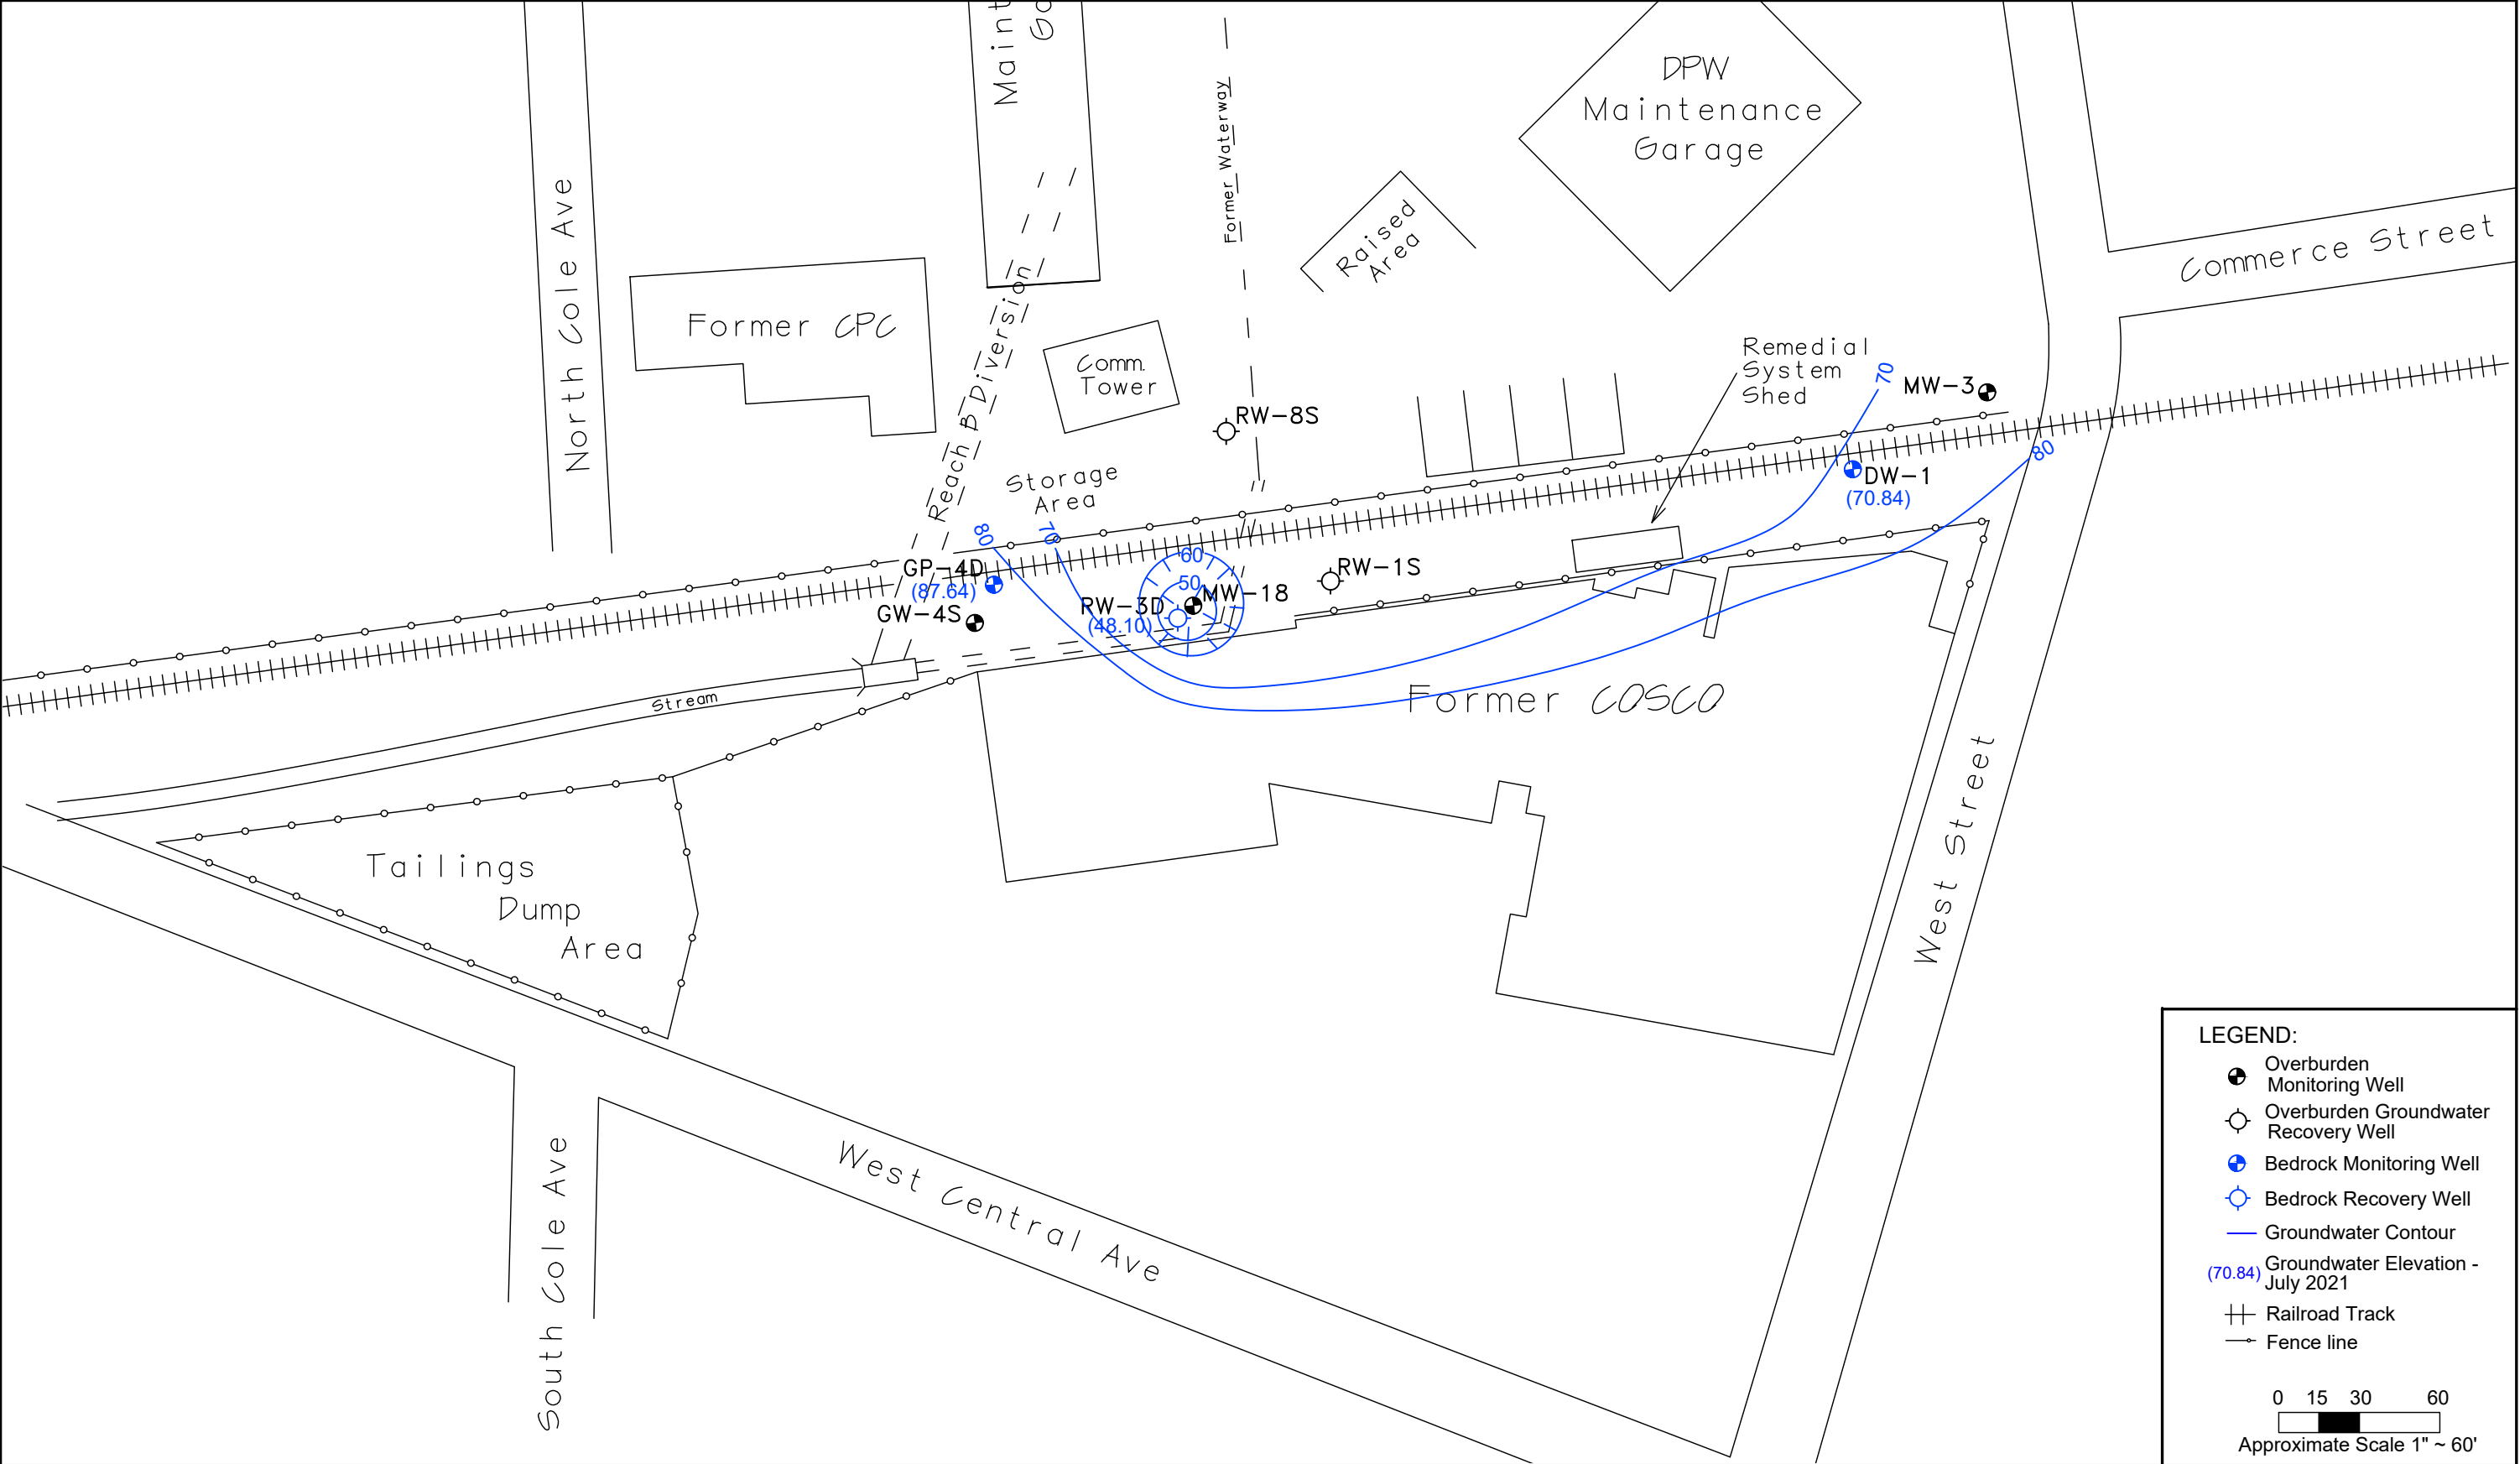 Maint
Ga
DPW
Maintenance
Garage
Former Waterway
North Cole Ave
Raised
Area
Commerce Street
Former CPC
Reach B Diversion
Comm.
Tower
Remedial
System
Shed
70
MW-3
RW-8S
80
Storage
Area
DW-1
(70.84)
80
70
GP-4D
(87.64)
60
50
RW-1S
MW-18
RW-3D
(48.10)
GW-4S
Stream
Former COSCO
West Street
Tailings
Dump
Area
South Cole Ave
West Central Ave
LEGEND:
Overburden
Monitoring Well
Overburden Groundwater
Recovery Well
Bedrock Monitoring Well
Bedrock Recovery Well
Groundwater Contour
(70.84) Groundwater Elevation -
July 2021
Railroad Track
Fence line
0 15 30 60
Approximate Scale 1" ~ 60'